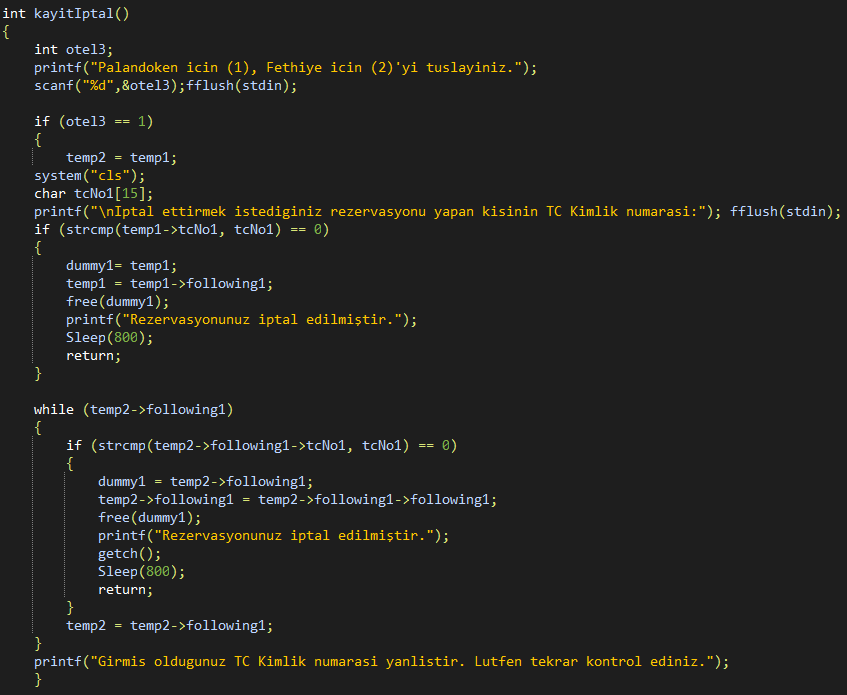 int kayitIptal()
{
int otel3;
printf("Palandoken icin (1), Fethiye icin (2)'yi tuslayiniz.");
scanf("%d",&otel3);fflush(stdin);
if (otel3 == 1)
{
temp2 = temp1;
system("cls");
char tcNo1[15];
printf("\nIptal ettirmek istediginiz rezervasyonu yapan kisinin TC Kimlik numarasi:"); fflush(stdin);
if (strcmp(temp1->tcNo1, tcNo1) == 0)
{
dummy1= temp1;
temp1 = temp1->following1;
free(dummy1);
printf("Rezervasyonunuz iptal edilmiştir.");
Sleep(800);
return;
}
while (temp2->following1)
{
if (strcmp(temp2->following1->tcNo1, tcNo1) == 0)
{
dummy1 = temp2->following1;
temp2->following1 = temp2->following1->following1;
free(dummy1);
printf("Rezervasyonunuz iptal edilmiştir.");
getch();
Sleep(800);
return;
}
temp2 = temp2->following1;
}
printf("Girmis oldugunuz TC Kimlik numarasi yanlistir. Lutfen tekrar kontrol ediniz.");
}